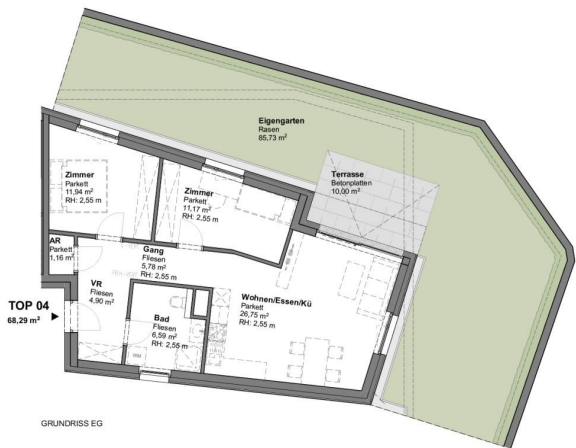 Eigengarten
Rasen
85,73 m²
Terrasse
Betonplatten
10,00 m²
Zimmer
Parkett
11,94 m²
RH: 2,55 m
Zimmer
Parkett
11,17 m²
RH: 2,55 m
AR
Parkett
1,16 m²
Gang
Fliesen
5,78 m²
RH: 2,55 m
VR
Fliesen
4,90 m²
Wohnen/Essen/Kü
Parkett
26,75 m²
RH: 2,55 m
TOP 04
68,29 m²
Bad
Fliesen
6,59 m²
RH: 2,55 m
GRUNDRISS EG